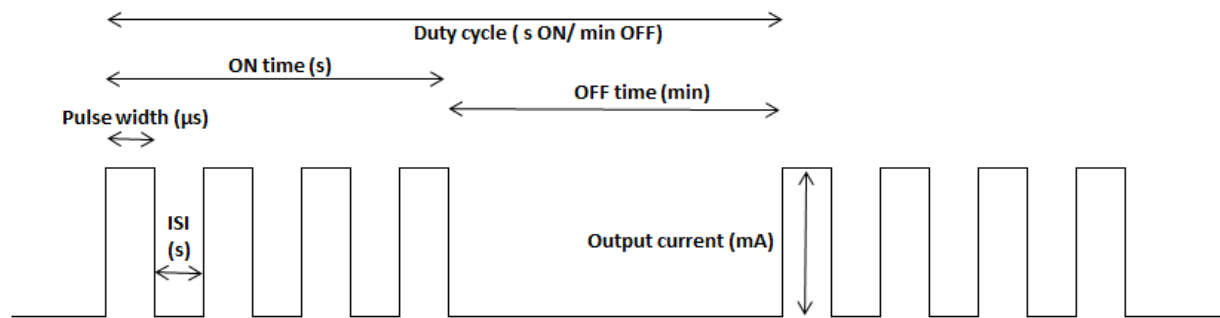 Duty cycle ( s ON/ min OFF)
ON time (s)
OFF time (min)
Pulse width (µs)
ISI
(s)
Output current (mA)